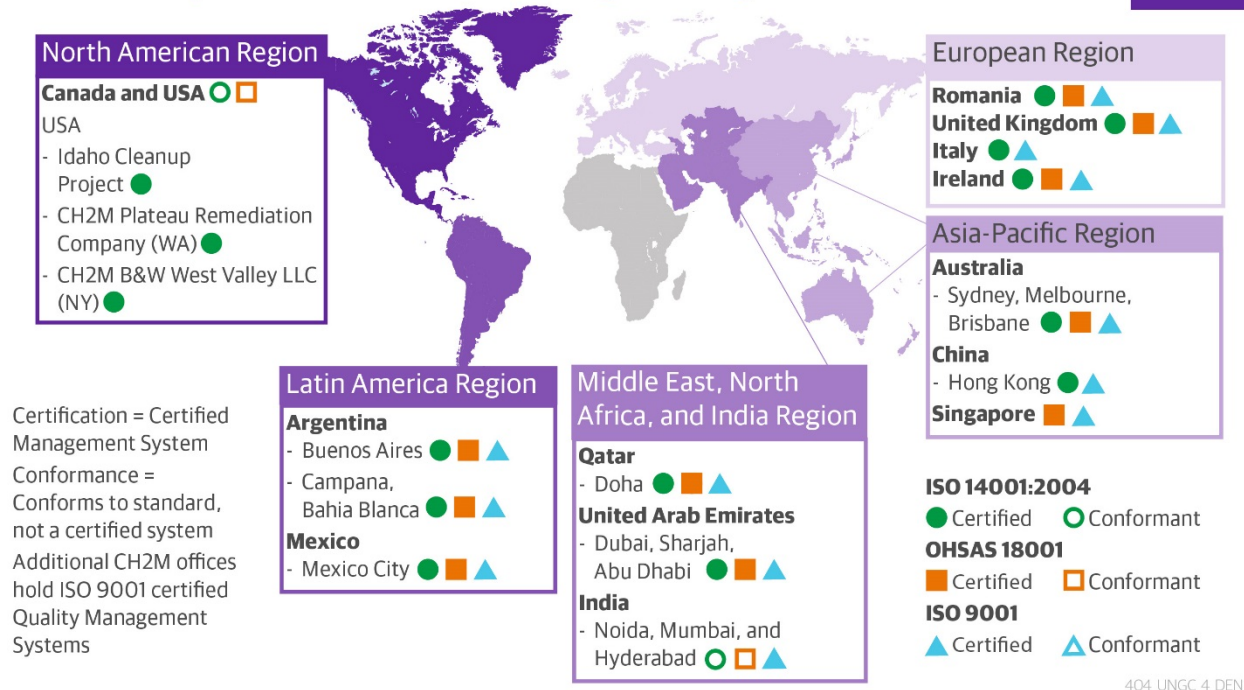 North American Region
Canada and USA
USA
- Idaho Cleanup
Project
- CH2M Plateau Remediation
Company (WA)
- CH2M B&W West Valley LLC
(NY)
European Region
Romania
United Kingdom
Italy
Ireland
Asia-Pacific Region
Australia
- Sydney, Melbourne,
Brisbane
China
- Hong Kong
Singapore
Latin America Region
Argentina
- Buenos Aires
- Campana,
Bahia Blanca
Mexico
- Mexico City
Middle East, North
Africa, and India Region
Qatar
- Doha
United Arab Emirates
- Dubai, Sharjah,
Abu Dhabi
India
- Noida, Mumbai, and
Hyderabad
Certification = Certified
Management System
Conformance =
Conforms to standard,
not a certified system
Additional CH2M offices
hold ISO 9001 certified
Quality Management
Systems
ISO 14001:2004
Certified Conformant
OHSAS 18001
Certified Conformant
ISO 9001
Certified Conformant
404 UNGC 4 DEN